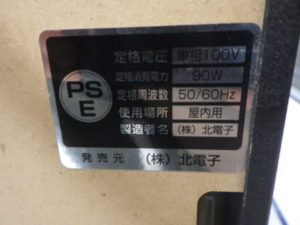 定格電圧 単相100V
定格消費電力 90W
PS
E
定格周波数 50/60Hz
使用場所 屋内用
製造者名 (株)北電子
発売元 (株)北電子